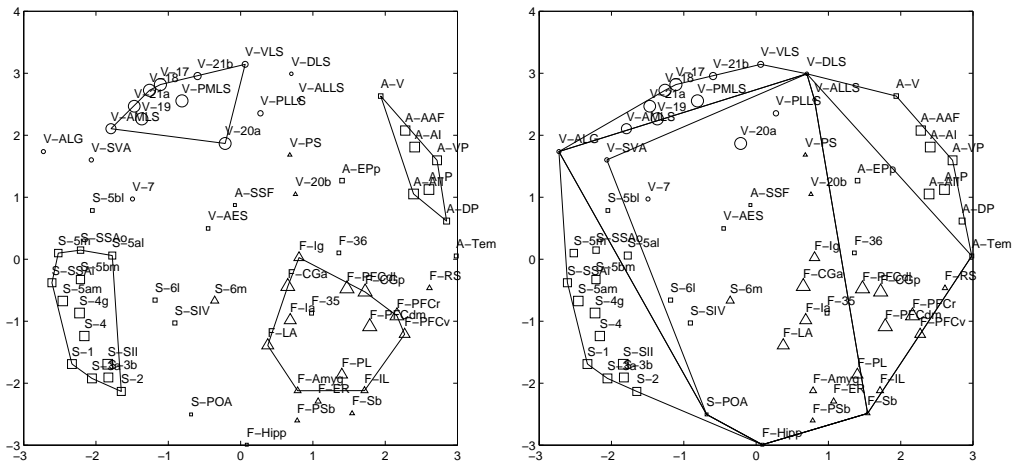 4
3
2
1
0
−1
−2
−3
−3
−2
−1
0
1
2
3
V−VLS
V−DLS
V−17
V−21b
V−18
V−PMLS
V−ALLS
V−21a
V−19
V−PLLS
V−AMLS
V−20a
V−ALG
V−SVA
V−PS
V−7
V−20b
V−AES
A−V
A−AAF
A−AI
A−VP
A−AII
A−P
A−EPp
A−SSF
A−DP
A−Tem
S−5bl
S−SSAo
S−5m
S−5al
S−SSAi
S−5bm
S−5am
S−4g
S−4
S−6l
S−6m
S−SIV
S−1
S−SII
S−3a
S−3b
S−2
S−POA
F−Ig
F−36
F−CGa
F−PFCdl
F−CGp
F−RS
F−Ia
F−35
F−PFCr
F−PFCdm
F−PFCv
F−LA
F−PL
F−Amyg
F−IL
F−ER
F−PSb
F−Sb
F−Hipp
4
3
2
1
0
−1
−2
−3
−3
−2
−1
0
1
2
3
V−VLS
V−DLS
V−17
V−21b
V−18
V−PMLS
V−ALLS
V−21a
V−19
V−PLLS
V−AMLS
V−20a
V−ALG
V−SVA
V−PS
V−7
V−20b
V−AES
A−V
A−AAF
A−AI
A−VP
A−AII
A−P
A−EPp
A−SSF
A−DP
A−Tem
S−5bl
S−SSAo
S−5m
S−5al
S−SSAi
S−5bm
S−5am
S−4g
S−4
S−6l
S−6m
S−SIV
S−1
S−SII
S−3a
S−3b
S−2
S−POA
F−Ig
F−36
F−CGa
F−PFCdl
F−CGp
F−RS
F−Ia
F−35
F−PFCr
F−PFCdm
F−PFCv
F−LA
F−PL
F−Amyg
F−IL
F−ER
F−PSb
F−Sb
F−Hipp